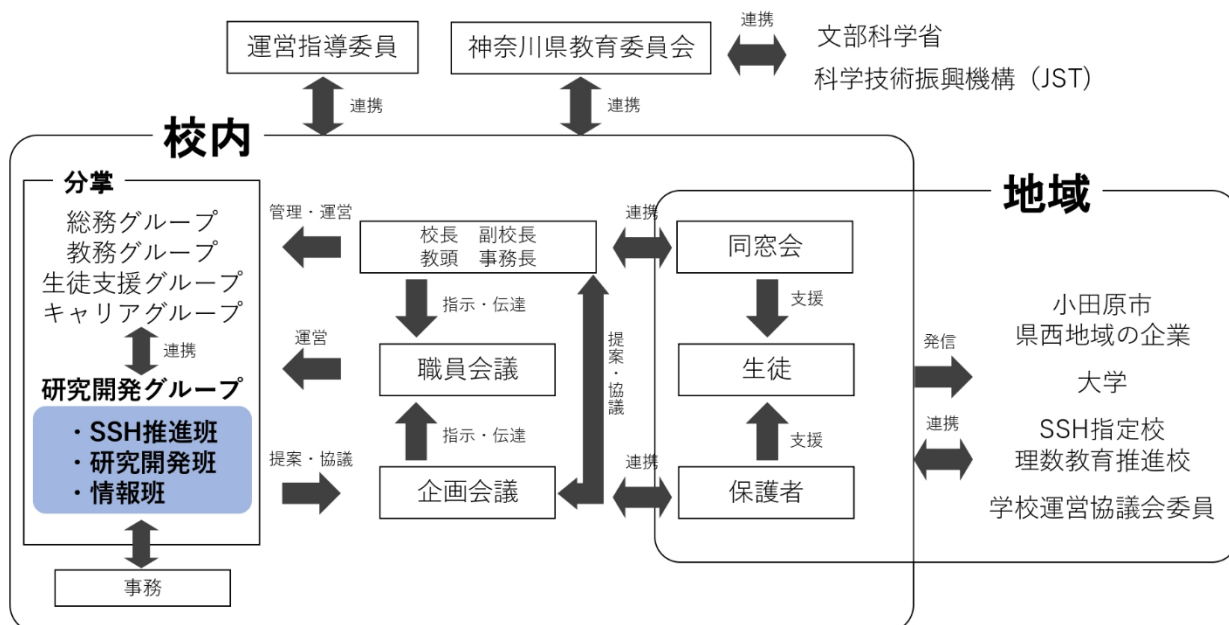 運営指導委員
神奈川県教育委員会
連携
文部科学省
科学技術振興機構（JST）
連携
連携
校内
地域
分掌
総務グループ
教務グループ
生徒支援グループ
キャリアグループ
連携
研究開発グループ
・SSH推進班
・研究開発班
・情報班
事務
管理・運営
校長　副校長
教頭　事務長
指示・伝達
運営
職員会議
指示・伝達
提案・協議
企画会議
提案・協議
連携
同窓会
支援
生徒
支援
連携
保護者
発信
連携
小田原市
県西地域の企業
大学
SSH指定校
理数教育推進校
学校運営協議会委員